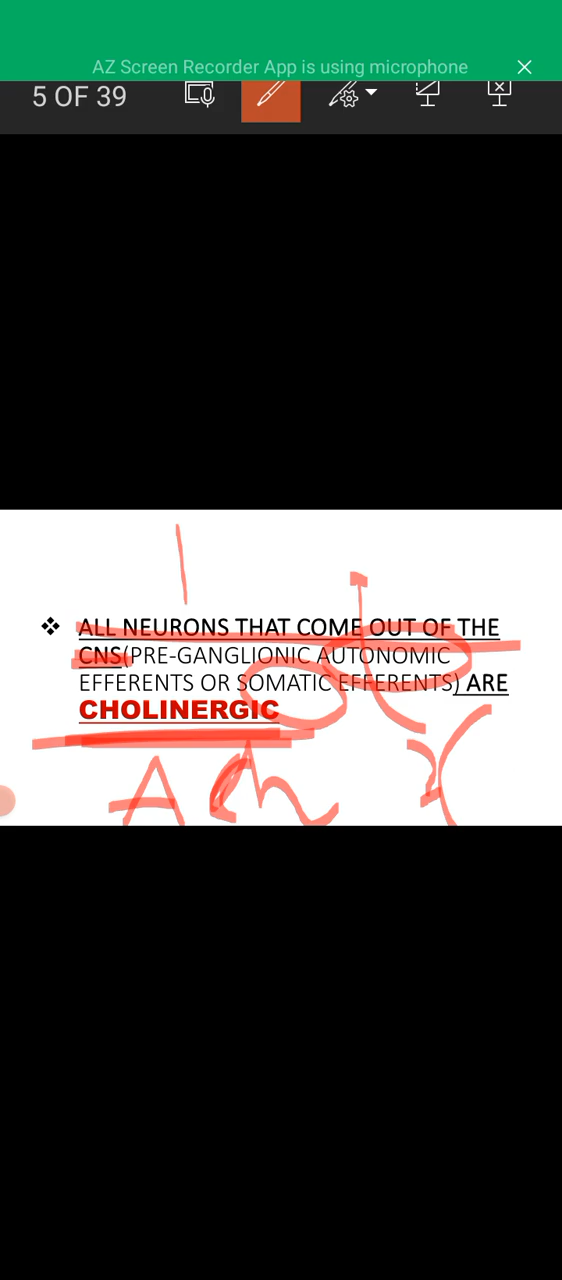 AZ Screen Recorder App is using microphone
5 OF 39
❖ ALL NEURONS THAT COME OUT OF THE
CNS(PRE-GANGLIONIC AUTONOMIC
EFFERENTS OR SOMATIC EFFERENTS) ARE
CHOLINERGIC
Ach